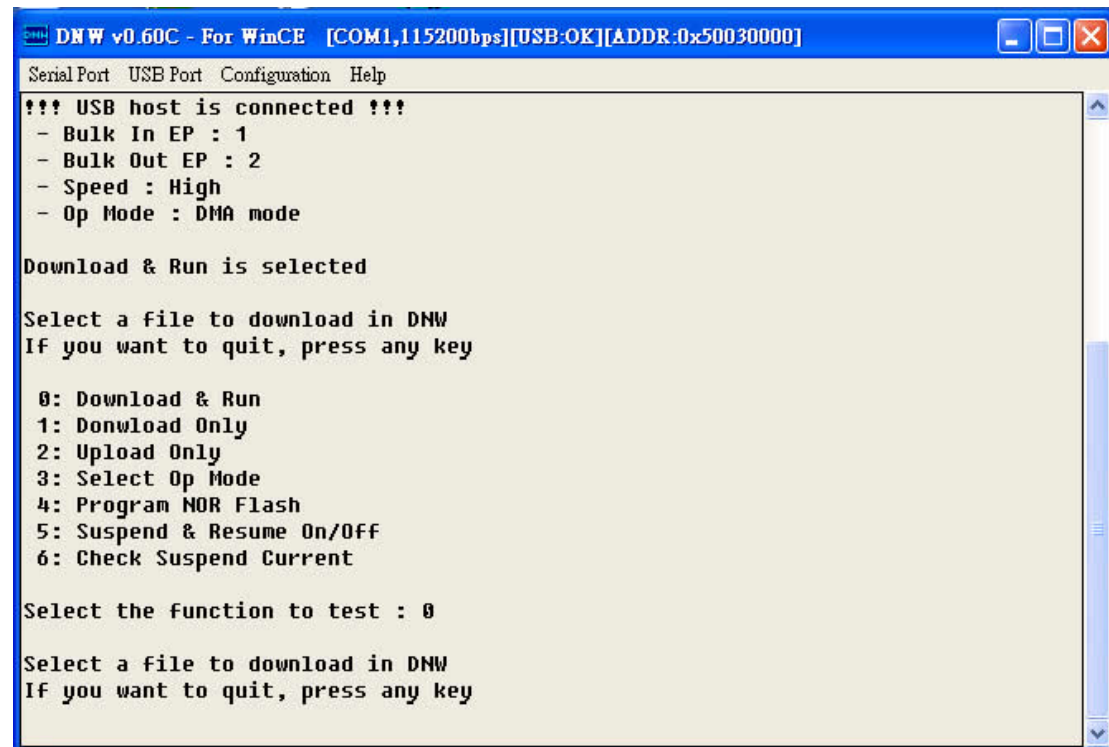 DNW v0.60C - For WinCE [COM1,115200bps][USB:OK][ADDR:0x50030000]
Serial Port USB Port Configuration Help
!!! USB host is connected !!!
- Bulk In EP : 1
- Bulk Out EP : 2
- Speed : High
- Op Mode : DMA mode
Download & Run is selected
Select a file to download in DNW
If you want to quit, press any key
0: Download & Run
1: Donwload Only
2: Upload Only
3: Select Op Mode
4: Program NOR Flash
5: Suspend & Resume On/Off
6: Check Suspend Current
Select the function to test : 0
Select a file to download in DNW
If you want to quit, press any key